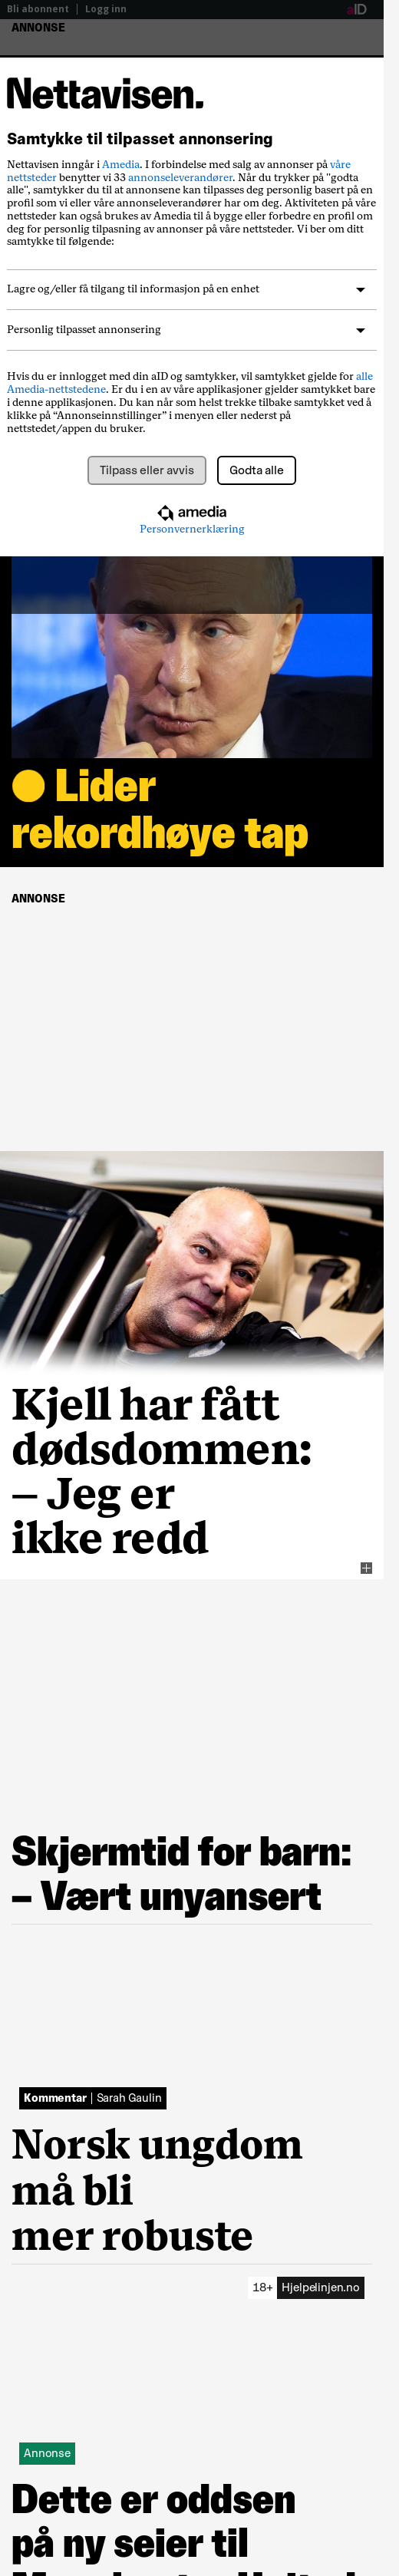 Bli abonnent | Logg inn
aID
ANNONSE
Nettavisen.
Samtykke til tilpasset annonsering
Nettavisen inngår i Amedia. I forbindelse med salg av annonser på våre
nettsteder benytter vi 33 annonseleverandører. Når du trykker på "godta
alle", samtykker du til at annonsene kan tilpasses deg personlig basert på en
profil som vi eller våre annonseleverandører har om deg. Aktiviteten på våre
nettsteder kan også brukes av Amedia til å bygge eller forbedre en profil om
deg for personlig tilpasning av annonser på våre nettsteder. Vi ber om ditt
samtykke til følgende:
Lagre og/eller få tilgang til informasjon på en enhet
Personlig tilpasset annonsering
Hvis du er innlogget med din aID og samtykker, vil samtykket gjelde for alle
Amedia-nettstedene. Er du i en av våre applikasjoner gjelder samtykket bare
i denne applikasjonen. Du kan når som helst trekke tilbake samtykket ved å
klikke på “Annonseinnstillinger” i menyen eller nederst på
nettstedet/appen du bruker.
Tilpass eller avvis
Godta alle
amedia
Personvernerklæring
Lider
rekordhøye tap
ANNONSE
Kjell har fått
dødsdommen:
– Jeg er
ikke redd
Skjermtid for barn:
– Vært unyansert
Kommentar | Sarah Gaulin
Norsk ungdom
må bli
mer robuste
18+ Hjelpelinjen.no
Annonse
Dette er oddsen
på ny seier til